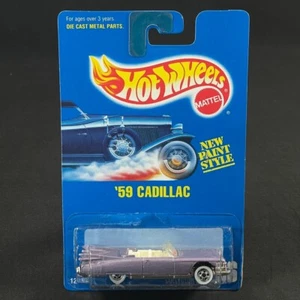 For ages over 3 years.
DIE CAST METAL PARTS.
Hot Wheels
MATTEL
NEW
PAINT
STYLE
'59 CADILLAC